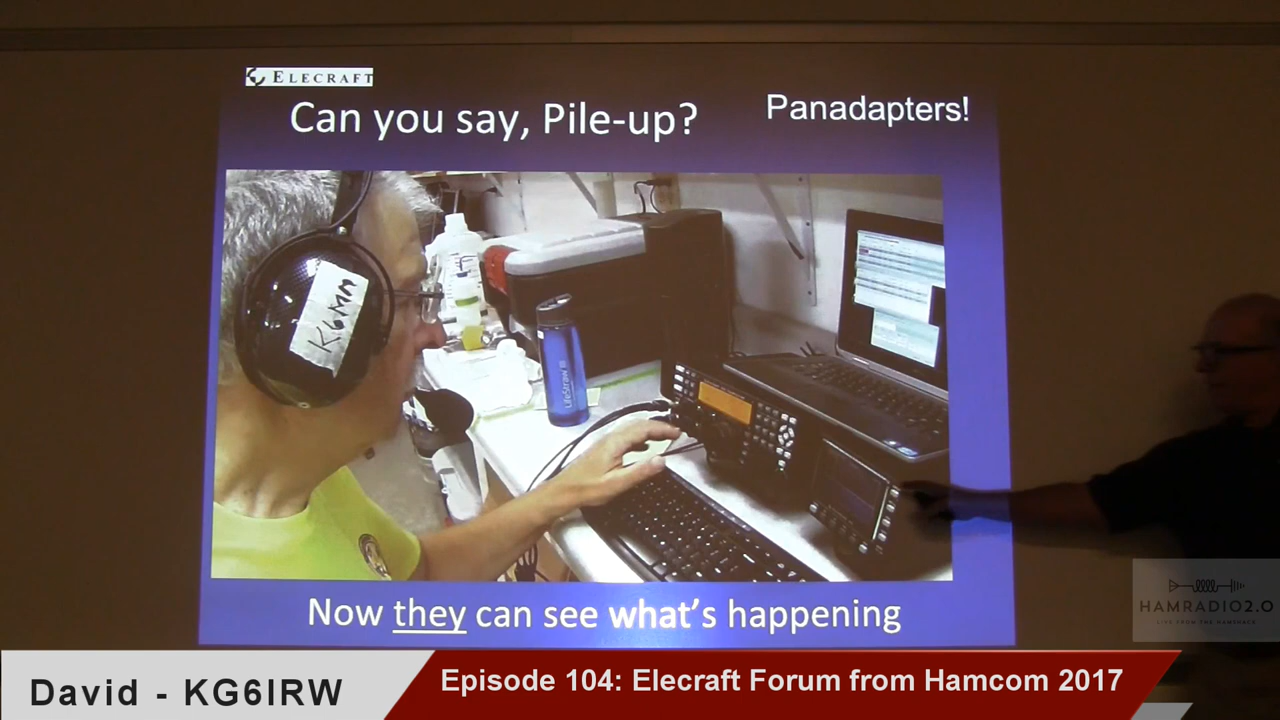 ELECRAFT
Can you say, Pile-up?
Panadapters!
K6MM
LifeStraw
Now they can see what's happening
HAMRADIO2.0
LIVE FROM THE HAMSHACK
David - KG6IRW
Episode 104: Elecraft Forum from Hamcom 2017